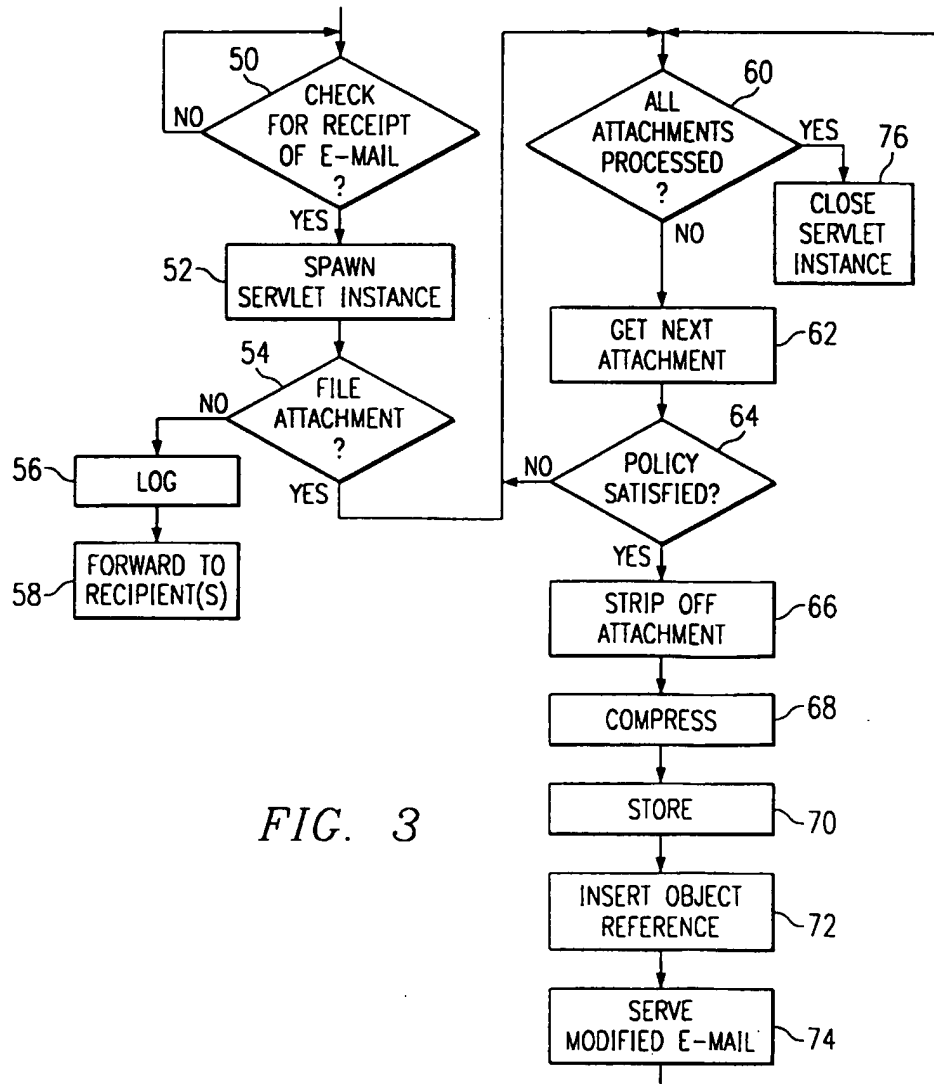 50
CHECK
FOR RECEIPT
OF E-MAIL
?
NO
YES
52
SPAWN
SERVLET INSTANCE
54
FILE
ATTACHMENT
?
NO
YES
56
LOG
58
FORWARD TO
RECIPIENT(S)
60
ALL
ATTACHMENTS
PROCESSED
?
YES
NO
76
CLOSE
SERVLET
INSTANCE
GET NEXT
ATTACHMENT
62
64
POLICY
SATISFIED?
NO
YES
STRIP OFF
ATTACHMENT
66
COMPRESS
68
STORE
70
INSERT OBJECT
REFERENCE
72
SERVE
MODIFIED E-MAIL
74
FIG. 3